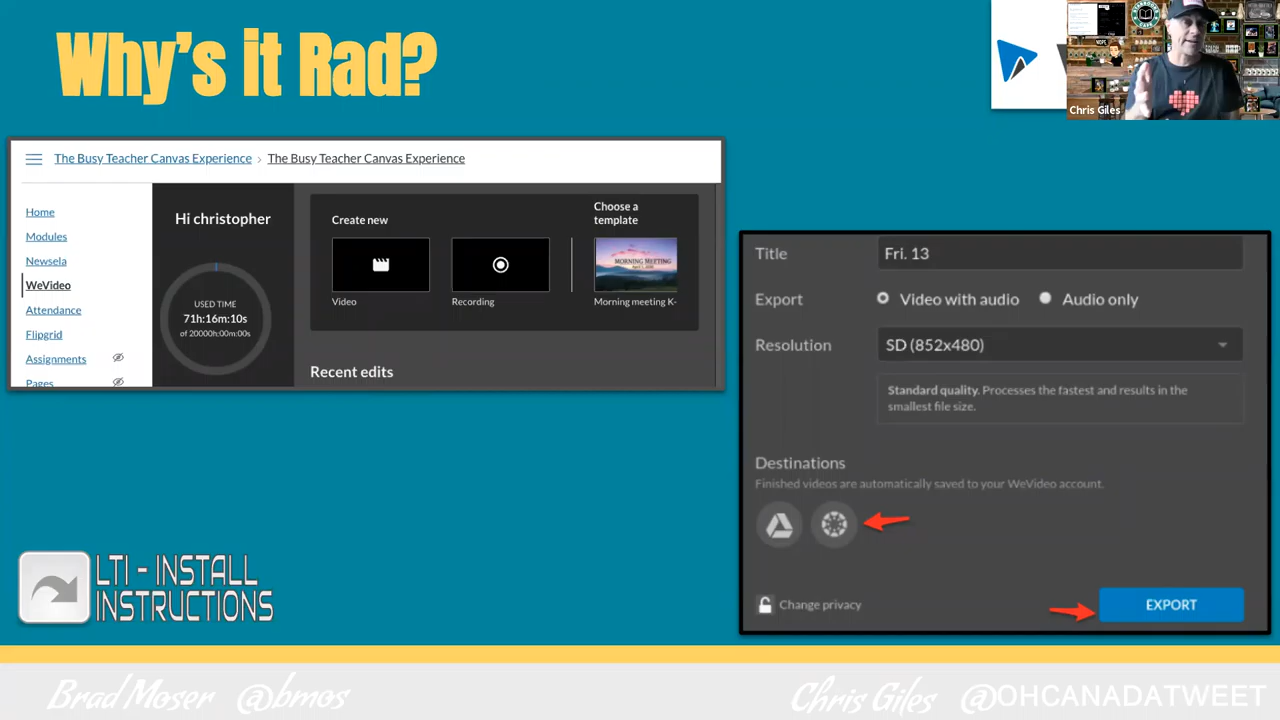 Why's it Rad?
Chris Giles
The Busy Teacher Canvas Experience › The Busy Teacher Canvas Experience
Home
Modules
Newsela
WeVideo
Attendance
Flipgrid
Assignments
Pages
Hi christopher
USED TIME
71h:16m:10s
of 20000h:00m:00s
Create new
Video
Recording
Choose a
template
MORNING MEETING
Morning meeting K-
Recent edits
Title
Fri. 13
Export
Video with audio
Audio only
Resolution
SD (852x480)
Standard quality. Processes the fastest and results in the
smallest file size.
Destinations
Finished videos are automatically saved to your WeVideo account.
Change privacy
EXPORT
LTI - INSTALL
INSTRUCTIONS
Brad Moser @bmos
Chris Giles @OHCANADATWEET